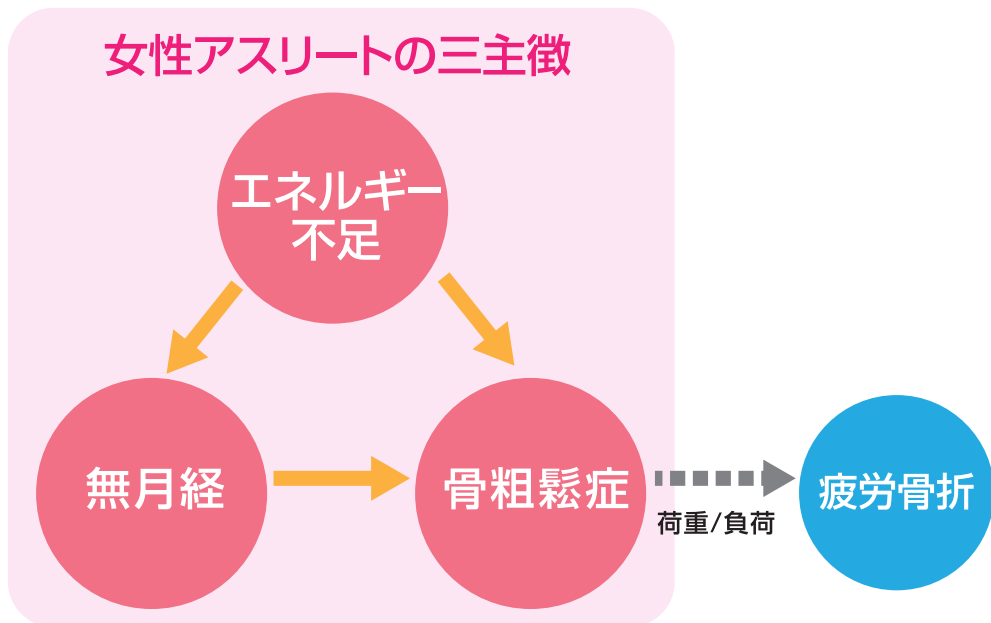 女性アスリートの三主徴
エネルギー
不足
無月経
骨粗鬆症
荷重/負荷
疲労骨折